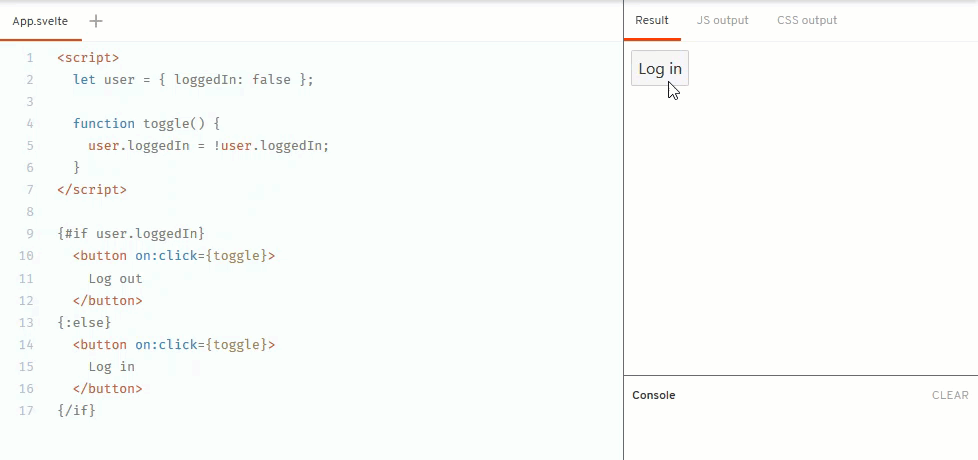 App.svelte +
Result JS output CSS output
1 <script>
2   let user = { loggedIn: false };
3
4   function toggle() {
5     user.loggedIn = !user.loggedIn;
6   }
7 </script>
8
9 {#if user.loggedIn}
10   <button on:click={toggle}>
11     Log out
12   </button>
13 {:else}
14   <button on:click={toggle}>
15     Log in
16   </button>
17 {/if}
Log in
Console CLEAR